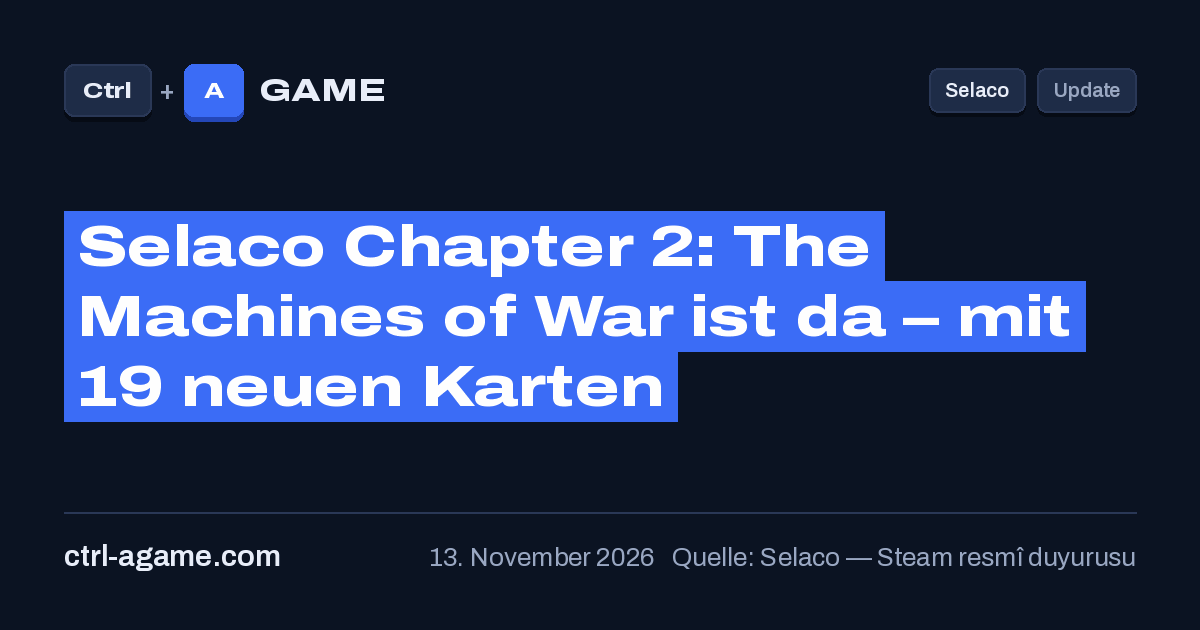 Ctrl + A GAME
Selaco Update
Selaco Chapter 2: The
Machines of War ist da – mit
19 neuen Karten
ctrl-agame.com
13. November 2026 Quelle: Selaco — Steam resmî duyurusu